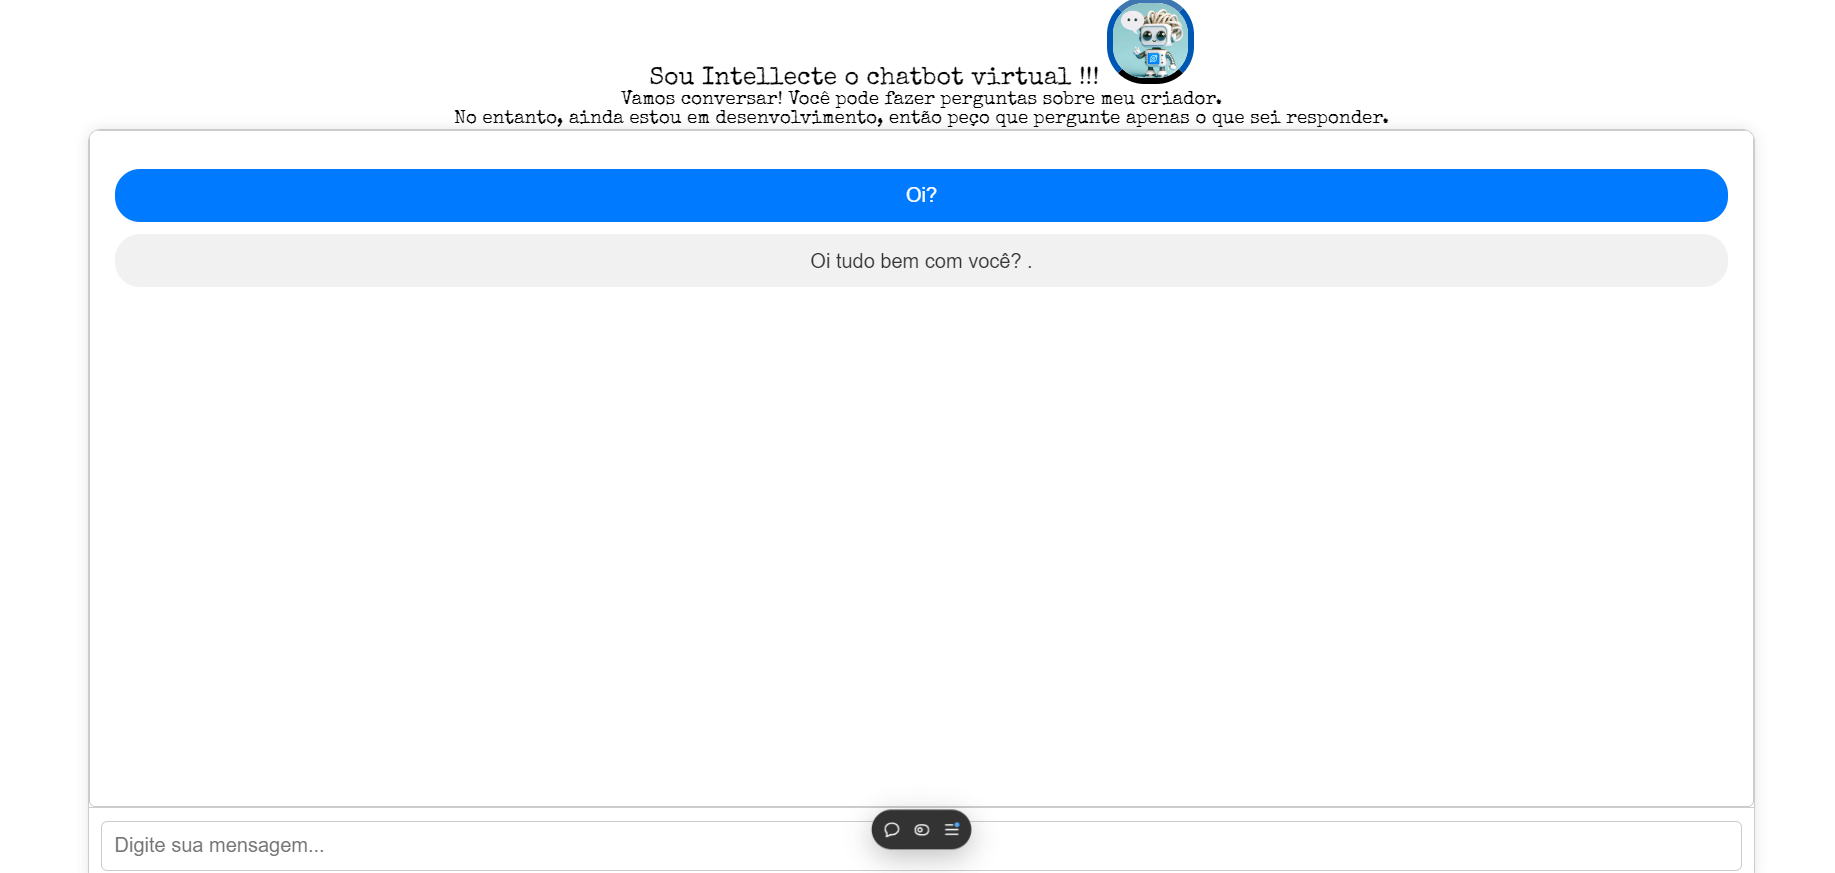 Sou Intellecte o chatbot virtual !!!
Vamos conversar! Você pode fazer perguntas sobre meu criador.
No entanto, ainda estou em desenvolvimento, então peço que pergunte apenas o que sei responder.
Oi?
Oi tudo bem com você? .
Digite sua mensagem...